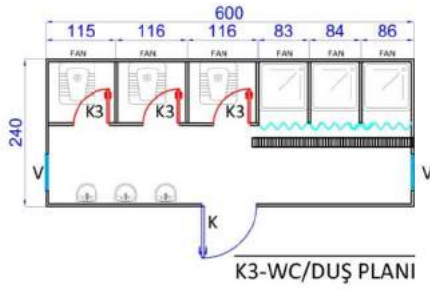 600
115 116 116 83 84 86
FAN FAN FAN FAN FAN FAN
240
K3 K3 K3
V V
K
K3-WC/DUŞ PLANI